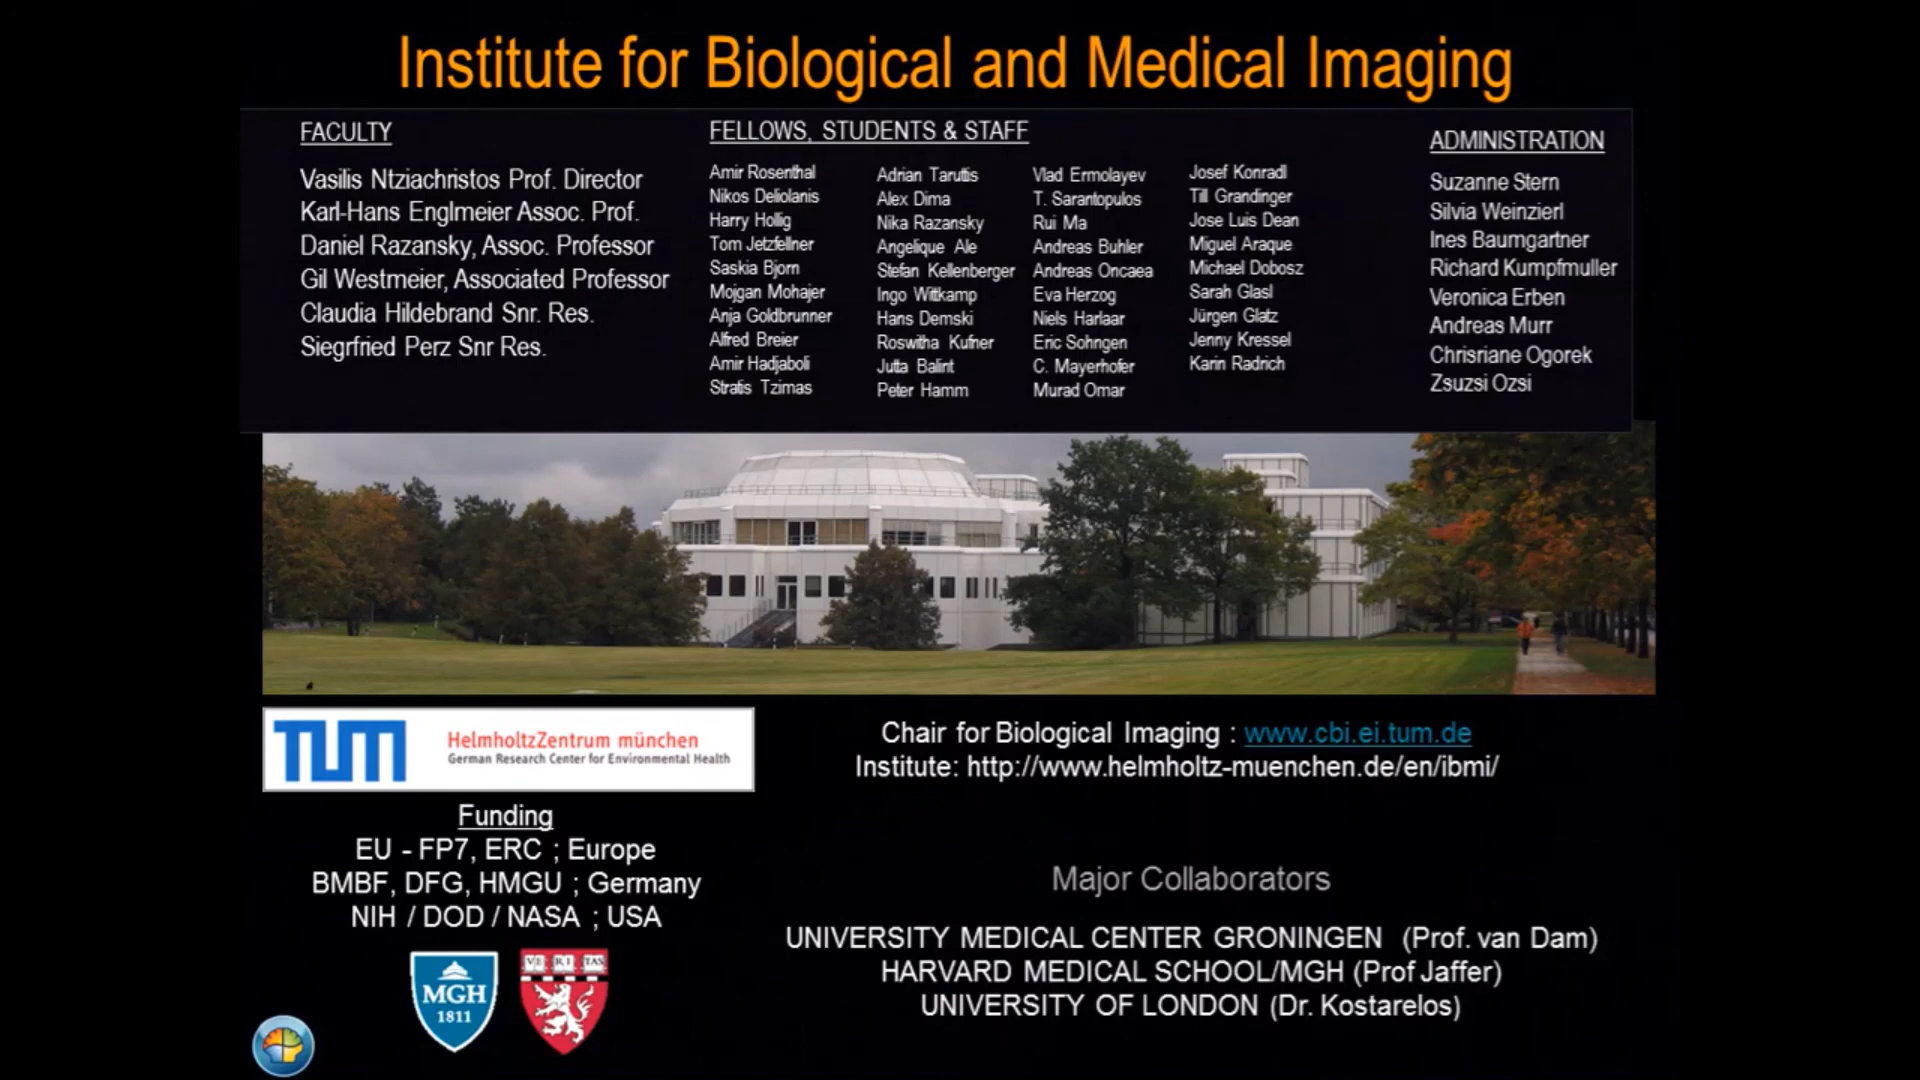 Institute for Biological and Medical Imaging
FACULTY
Vasilis Ntziachristos Prof. Director
Karl-Hans Englmeier Assoc. Prof.
Daniel Razansky, Assoc. Professor
Gil Westmeier, Associated Professor
Claudia Hildebrand Snr. Res.
Siegrfried Perz Snr Res.
FELLOWS, STUDENTS & STAFF
Amir Rosenthal
Nikos Deliolanis
Harry Hollig
Tom Jetzfellner
Saskia Bjorn
Mojgan Mohajer
Anja Goldbrunner
Alfred Breier
Amir Hadjaboli
Stratis Tzimas
Adrian Taruttis
Alex Dima
Nika Razansky
Angelique Ale
Stefan Kellenberger
Ingo Wittkamp
Hans Demski
Roswitha Kufner
Jutta Balint
Peter Hamm
Vlad Ermolayev
T. Sarantopulos
Rui Ma
Andreas Buhler
Andreas Oncaea
Eva Herzog
Niels Harlaar
Eric Sohngen
C. Mayerhofer
Murad Omar
Josef Konradl
Till Grandinger
Jose Luis Dean
Miguel Araque
Michael Dobosz
Sarah Glasl
Jürgen Glatz
Jenny Kressel
Karin Radrich
ADMINISTRATION
Suzanne Stern
Silvia Weinzierl
Ines Baumgartner
Richard Kumpfmuller
Veronica Erben
Andreas Murr
Chrisriane Ogorek
Zsuzsi Ozsi
TUM
HelmholtzZentrum münchen
German Research Center for Environmental Health
Chair for Biological Imaging : www.cbi.ei.tum.de
Institute: http://www.helmholtz-muenchen.de/en/ibmi/
Funding
EU - FP7, ERC ; Europe
BMBF, DFG, HMGU ; Germany
NIH / DOD / NASA ; USA
MGH
1811
VE RI TAS
Major Collaborators
UNIVERSITY MEDICAL CENTER GRONINGEN (Prof. van Dam)
HARVARD MEDICAL SCHOOL/MGH (Prof Jaffer)
UNIVERSITY OF LONDON (Dr. Kostarelos)